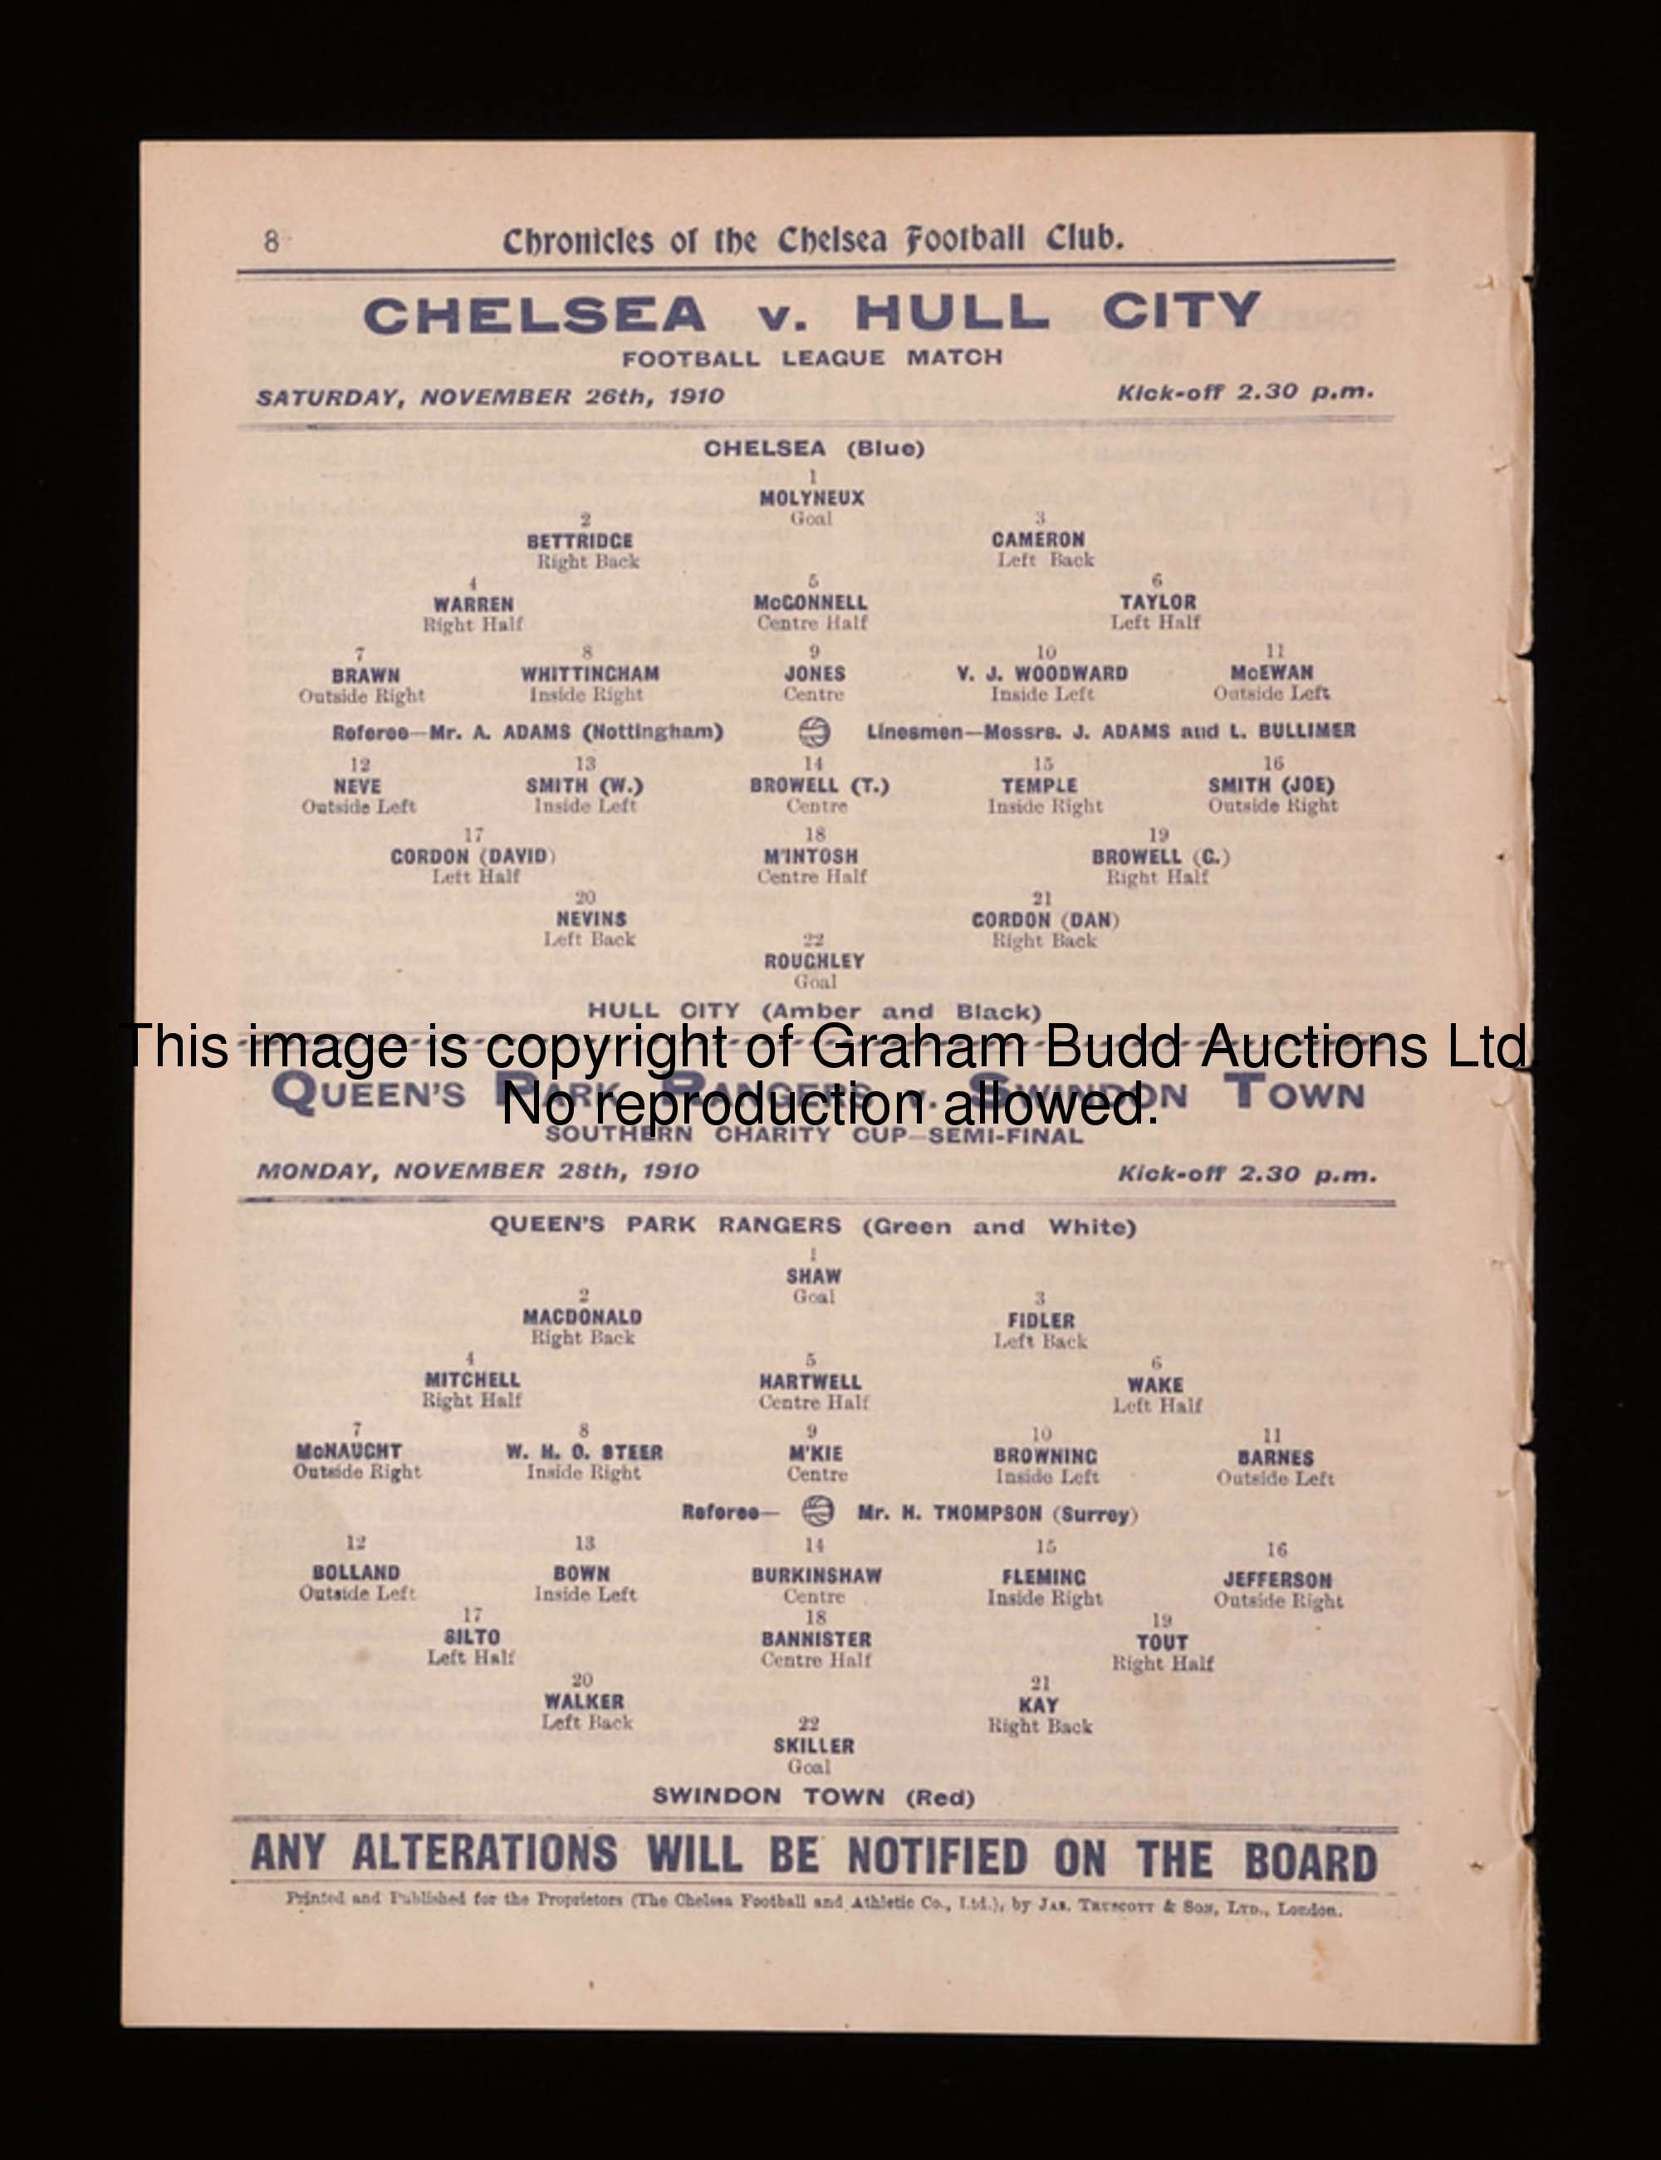 8 Chronicles of the Chelsea Football Club.
CHELSEA v. HULL CITY
FOOTBALL LEAGUE MATCH
SATURDAY, NOVEMBER 26th, 1910 Kick-off 2.30 p.m.
CHELSEA (Blue)
1
MOLYNEUX
Goal
2 3
BETTRIDGE CAMERON
Right Back Left Back
4 5 6
WARREN McCONNELL TAYLOR
Right Half Centre Half Left Half
7 8 9 10 11
BRAWN WHITTINGHAM JONES V. J. WOODWARD McEWAN
Outside Right Inside Right Centre Inside Left Outside Left
Referee—Mr. A. ADAMS (Nottingham) Linesmen—Messrs. J. ADAMS and L. BULLIMER
12 13 14 15 16
NEVE SMITH (W.) BROWELL (T.) TEMPLE SMITH (JOE)
Outside Left Inside Left Centre Inside Right Outside Right
17 18 19
GORDON (DAVID) M'INTOSH BROWELL (G.)
Left Half Centre Half Right Half
20 21
NEVINS GORDON (DAN)
Left Back Right Back
22
ROUGHLEY
Goal
HULL CITY (Amber and Black)
This image is copyright of Graham Budd Auctions Ltd
QUEEN'S PARK RANGERS v. SWINDON TOWN
No reproduction allowed.
SOUTHERN CHARITY CUP—SEMI-FINAL
MONDAY, NOVEMBER 28th, 1910 Kick-off 2.30 p.m.
QUEEN'S PARK RANGERS (Green and White)
1
SHAW
Goal
2 3
MACDONALD FIDLER
Right Back Left Back
4 5 6
MITCHELL HARTWELL WAKE
Right Half Centre Half Left Half
7 8 9 10 11
McNAUGHT W. H. O. STEER M'KIE BROWNING BARNES
Outside Right Inside Right Centre Inside Left Outside Left
Referee— Mr. H. THOMPSON (Surrey)
12 13 14 15 16
BOLLAND BOWN BURKINSHAW FLEMING JEFFERSON
Outside Left Inside Left Centre Inside Right Outside Right
17 18 19
SILTO BANNISTER TOUT
Left Half Centre Half Right Half
20 21
WALKER KAY
Left Back Right Back
22
SKILLER
Goal
SWINDON TOWN (Red)
ANY ALTERATIONS WILL BE NOTIFIED ON THE BOARD
Printed and Published for the Proprietors (The Chelsea Football and Athletic Co., Ltd.), by JAS. TRUSCOTT & SON, LTD., London.